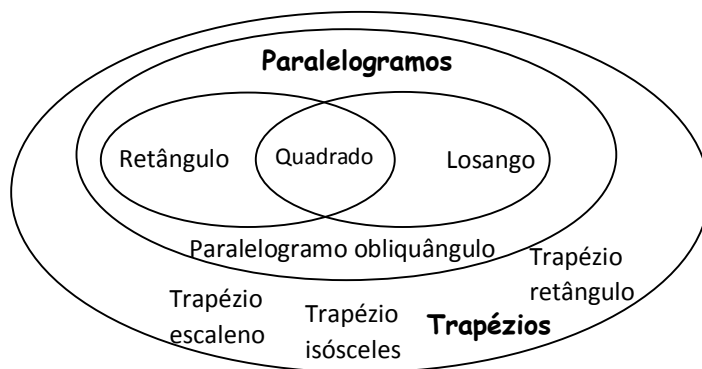 Paralelogramos
Retângulo
Quadrado
Losango
Paralelogramo obliquângulo
Trapézio
retângulo
Trapézio
escaleno
Trapézio
isósceles
Trapézios